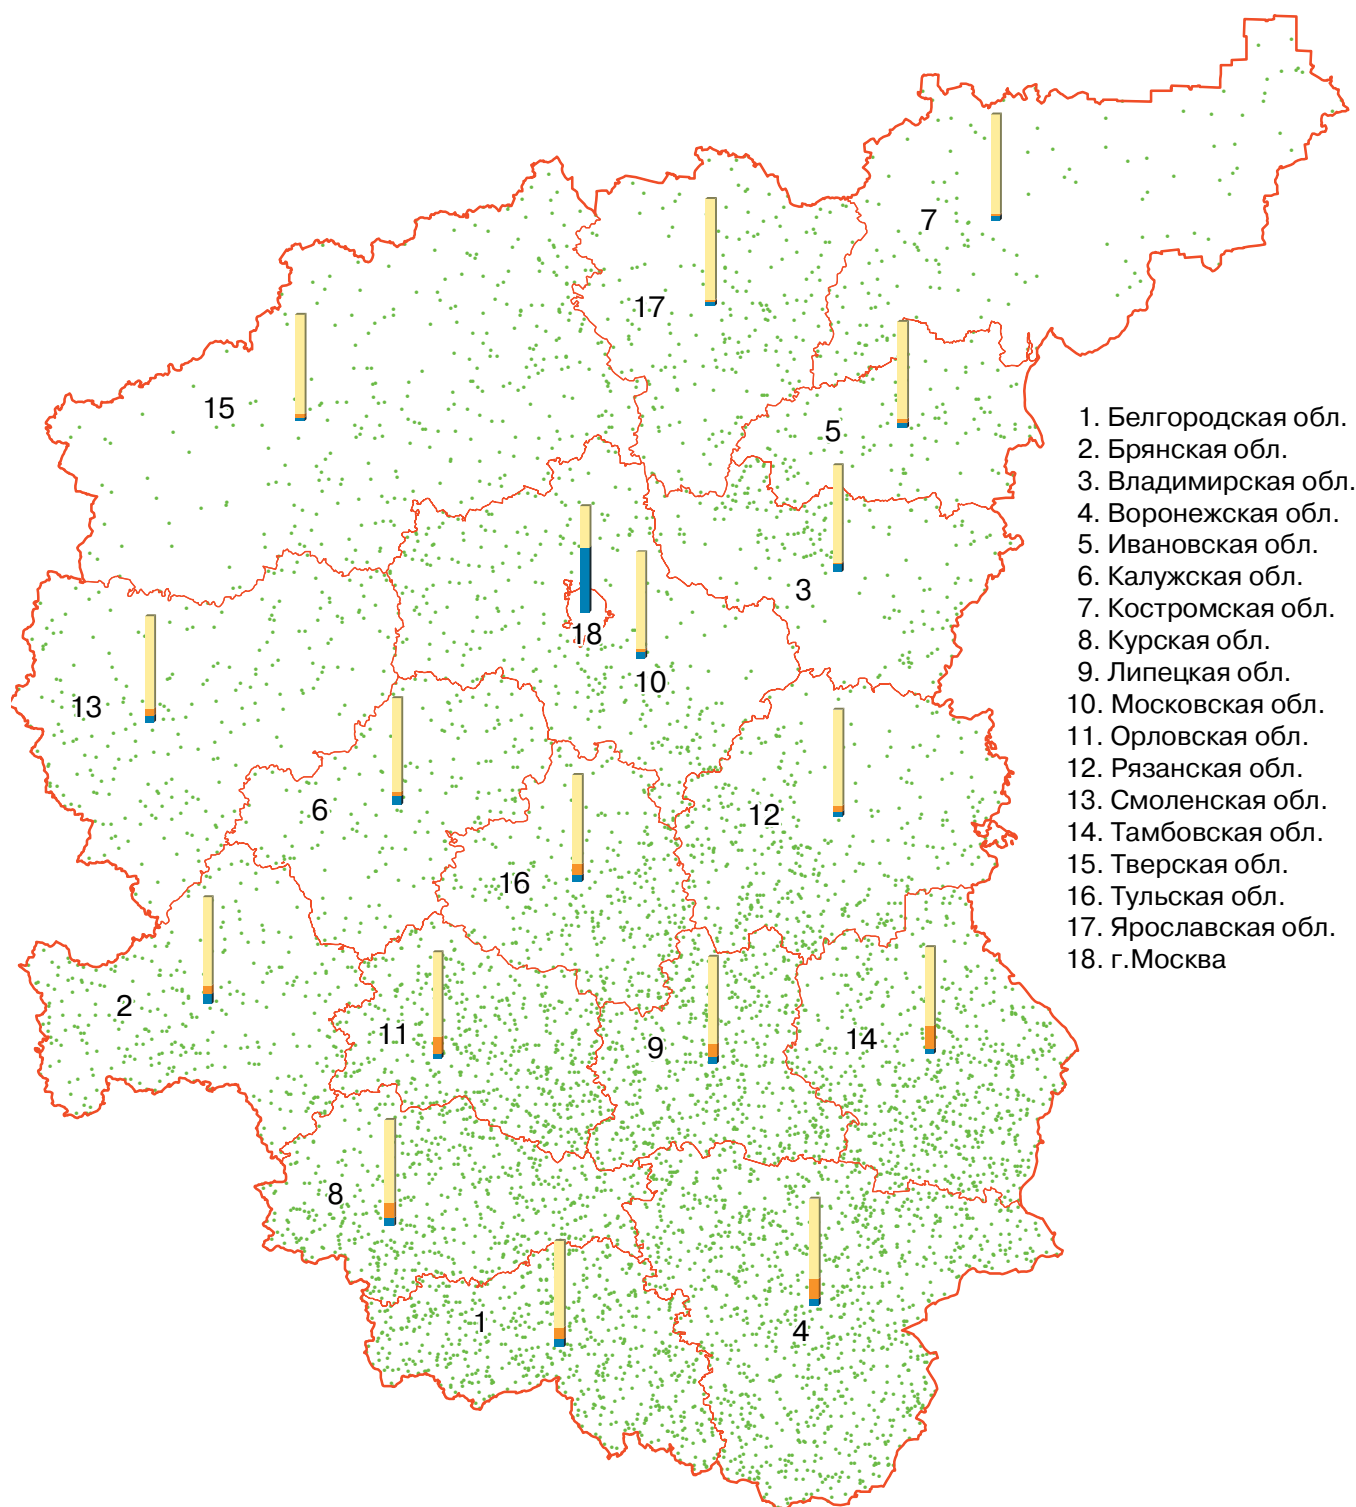 7
17
15
5
3
18
10
13
6
12
16
2
11
9
14
8
1
4
1. Белгородская обл.
2. Брянская обл.
3. Владимирская обл.
4. Воронежская обл.
5. Ивановская обл.
6. Калужская обл.
7. Костромская обл.
8. Курская обл.
9. Липецкая обл.
10. Московская обл.
11. Орловская обл.
12. Рязанская обл.
13. Смоленская обл.
14. Тамбовская обл.
15. Тверская обл.
16. Тульская обл.
17. Ярославская обл.
18. г.Москва